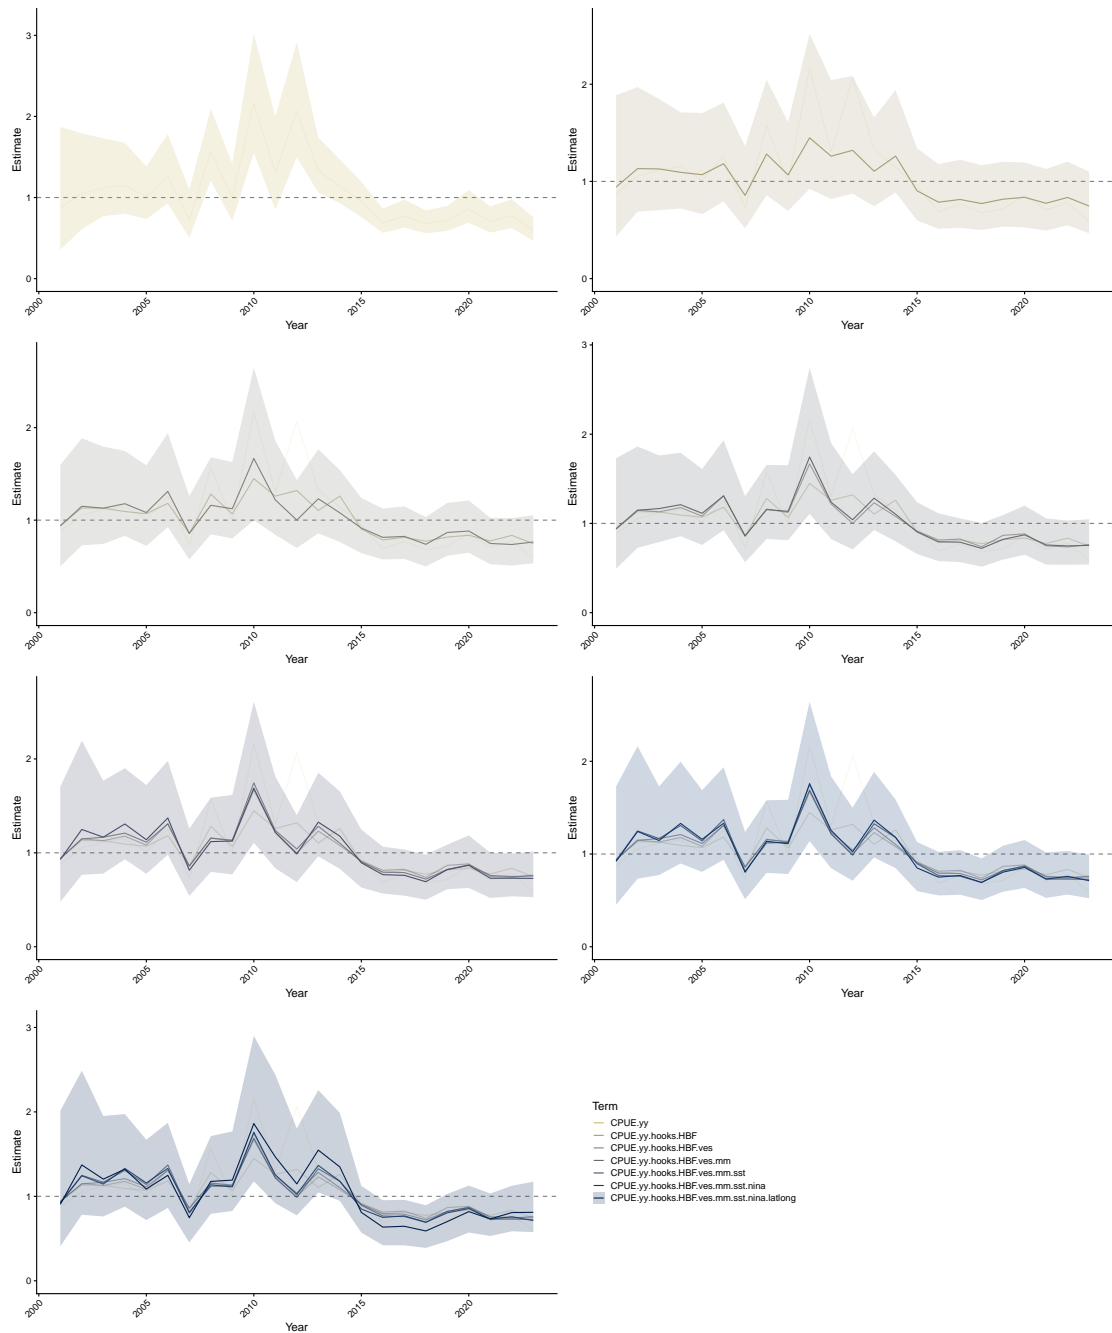 3
2
1
0
Estimate
2000
2005
2010
2015
2020
Year
2
1
0
Estimate
2000
2005
2010
2015
2020
Year
2
1
0
Estimate
2000
2005
2010
2015
2020
Year
3
2
1
0
Estimate
2000
2005
2010
2015
2020
Year
2
1
0
Estimate
2000
2005
2010
2015
2020
Year
2
1
0
Estimate
2000
2005
2010
2015
2020
Year
3
2
1
0
Estimate
2000
2005
2010
2015
2020
Year
Term
CPUE.yy
CPUE.yy.hooks.HBF
CPUE.yy.hooks.HBF.ves
CPUE.yy.hooks.HBF.ves.mm
CPUE.yy.hooks.HBF.ves.mm.sst
CPUE.yy.hooks.HBF.ves.mm.sst.nina
CPUE.yy.hooks.HBF.ves.mm.sst.nina.latlong